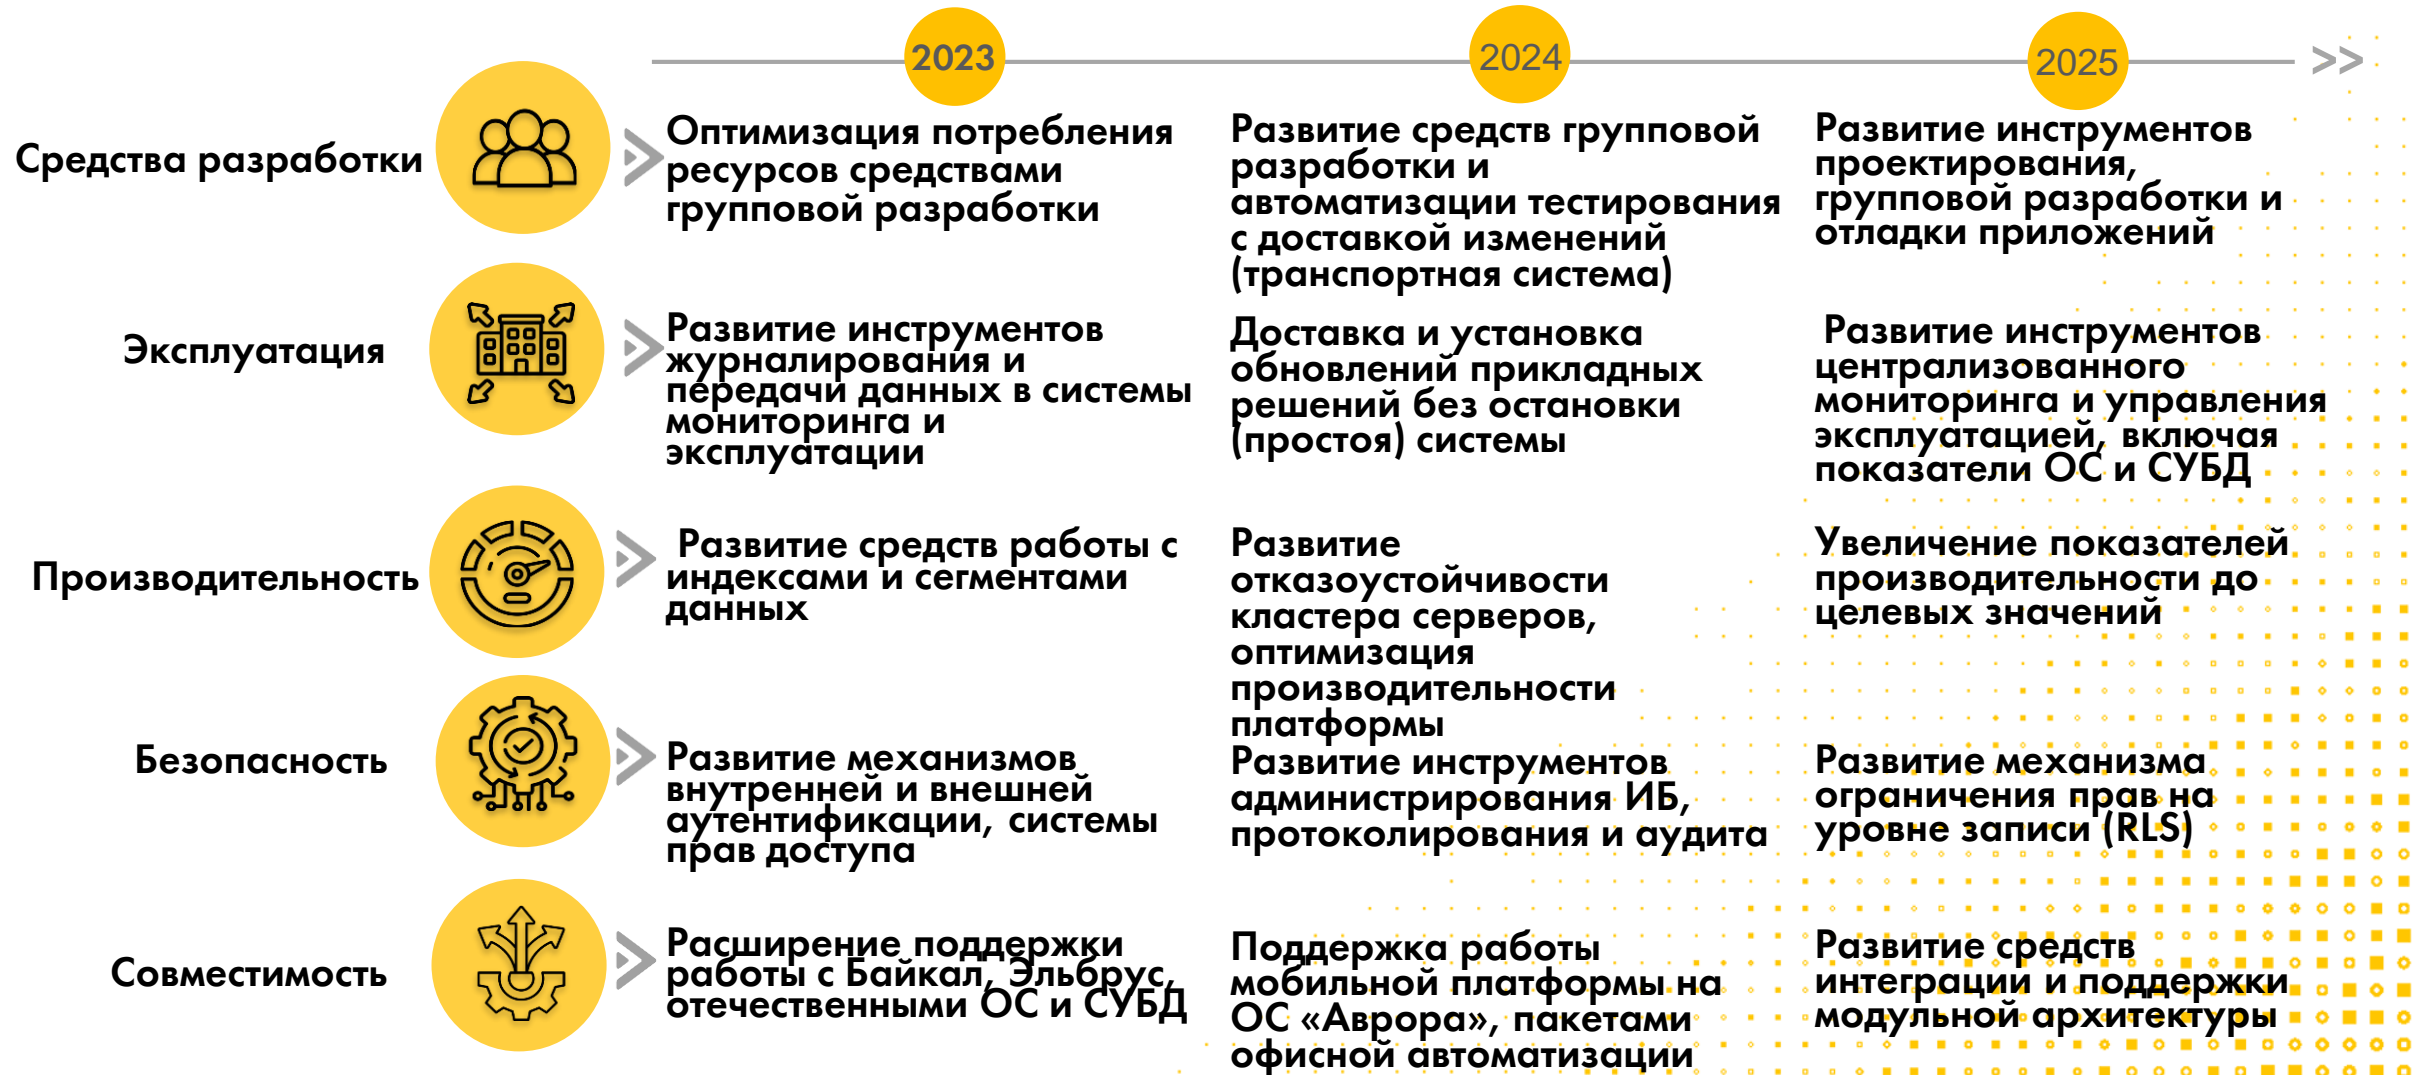 2023
2024
2025
>>
Средства разработки
Оптимизация потребления
ресурсов средствами
групповой разработки
Развитие средств групповой
разработки и
автоматизации тестирования
с доставкой изменений
(транспортная система)
Развитие инструментов
проектирования,
групповой разработки и
отладки приложений
Эксплуатация
Развитие инструментов
журналирования и
передачи данных в системы
мониторинга и
эксплуатации
Доставка и установка
обновлений прикладных
решений без остановки
(простоя) системы
Развитие инструментов
централизованного
мониторинга и управления
эксплуатацией, включая
показатели ОС и СУБД
Производительность
Развитие средств работы с
индексами и сегментами
данных
Развитие
отказоустойчивости
кластера серверов,
оптимизация
производительности
платформы
Увеличение показателей
производительности до
целевых значений
Безопасность
Развитие механизмов
внутренней и внешней
аутентификации, системы
прав доступа
Развитие инструментов
администрирования ИБ,
протоколирования и аудита
Развитие механизма
ограничения прав на
уровне записи (RLS)
Совместимость
Расширение поддержки
работы с Байкал, Эльбрус,
отечественными ОС и СУБД
Поддержка работы
мобильной платформы на
ОС «Аврора», пакетами
офисной автоматизации
Развитие средств
интеграции и поддержки
модульной архитектуры